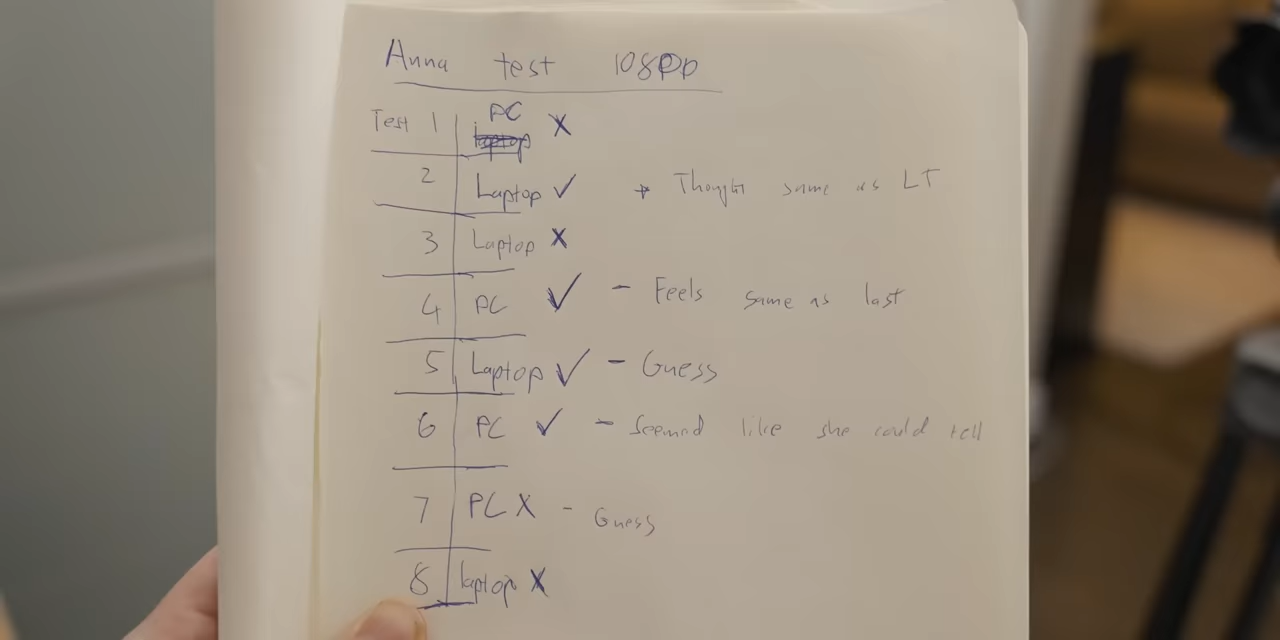 Anna test 1080p
Test 1 PC X
laptop
2 Laptop ✓ + Thought same as LT
3 Laptop X
4 PC ✓ - Feels same as last
5 Laptop ✓ - Guess
6 PC ✓ - Seemed like she could tell
7 PC X - Guess
8 laptop X